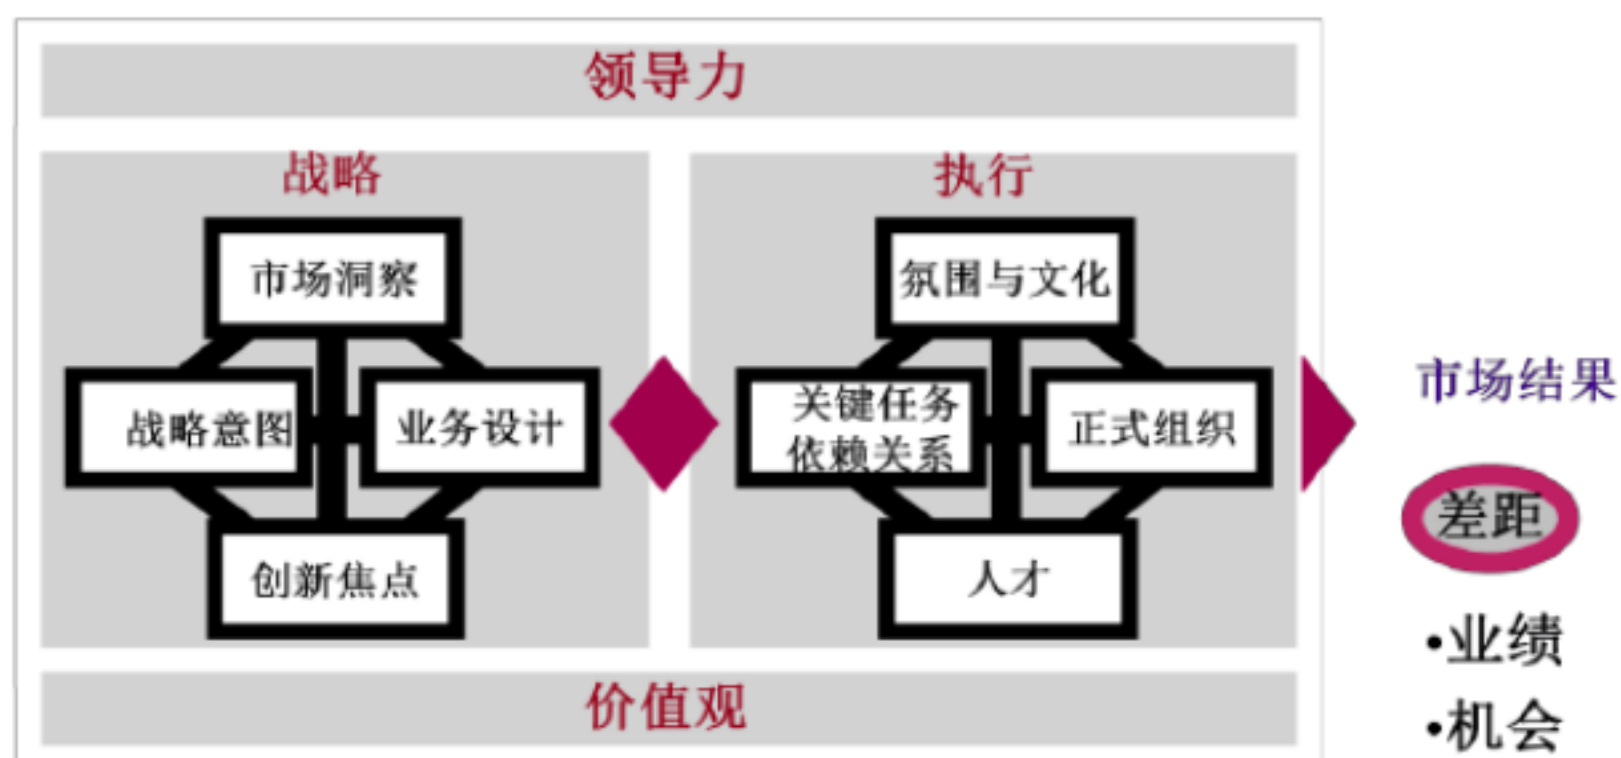 领导力
战略
执行
市场洞察
氛围与文化
战略意图
业务设计
关键任务
依赖关系
正式组织
创新焦点
人才
价值观
市场结果
差距
•业绩
•机会